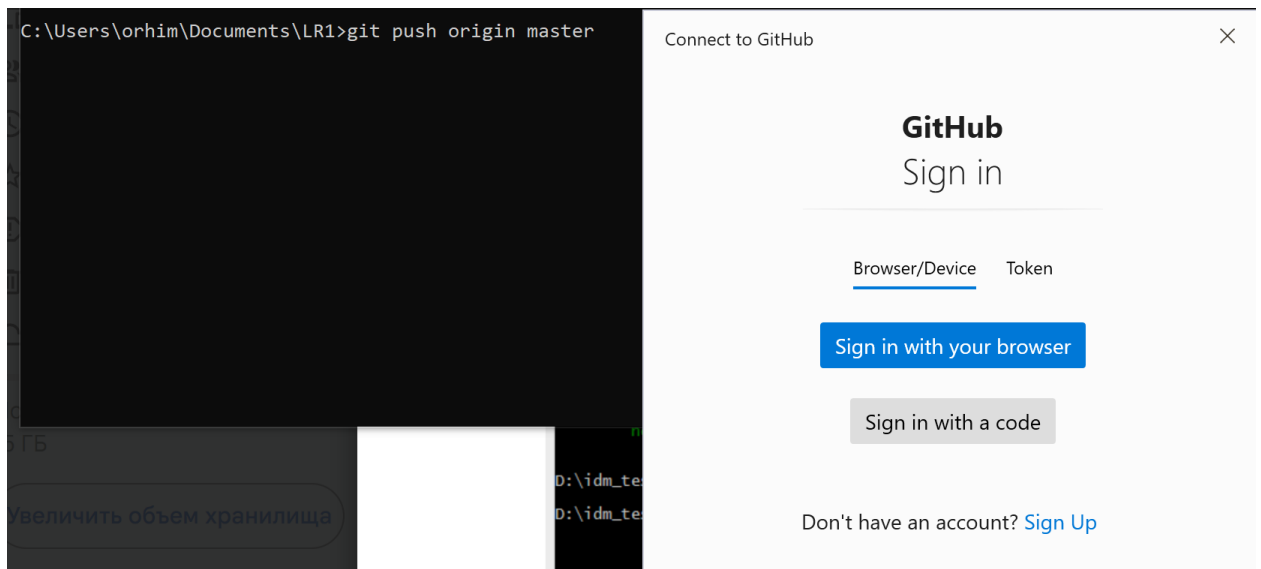 C:\Users\orhim\Documents\LR1>git push origin master
Connect to GitHub
GitHub
Sign in
Browser/Device Token
Sign in with your browser
Sign in with a code
Don't have an account? Sign Up
ГБ
Увеличить объем хранилища
D:\idm_te
D:\idm_te